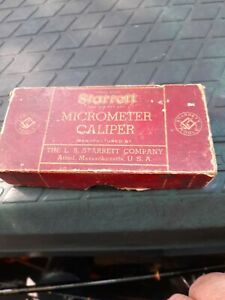 Starrett
MICROMETER
CALIPER
MANUFACTURED BY
THE L. S. STARRETT COMPANY
Athol, Massachusetts, U. S. A.